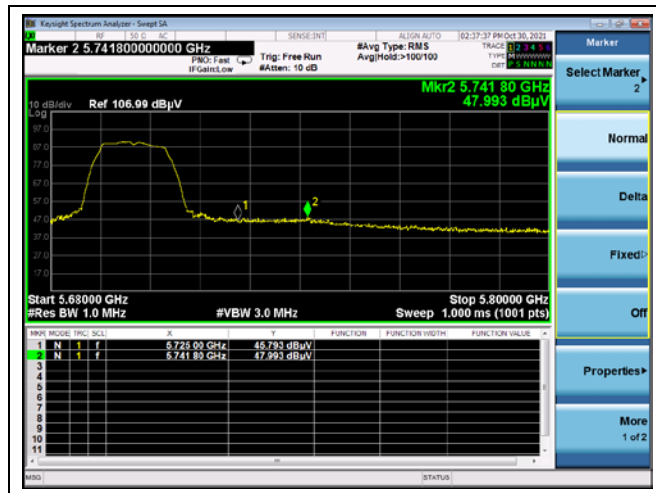 Keysight Spectrum Analyzer - Swept SA
RF 50 Ω AC SENSE:INT ALIGN AUTO 02:37:37 PM Oct 30, 2021
Marker 2 5.741800000000 GHz
PNO: Fast
IFGain:Low
Trig: Free Run
#Atten: 10 dB
#Avg Type: RMS
Avg|Hold:>100/100
TRACE 1 2 3 4 5 6
TYPE M W W W W W
DET P S N N N N
Mkr2 5.741 80 GHz
47.993 dBµV
10 dB/div Ref 106.99 dBµV
Log
97.0
87.0
77.0
67.0
57.0
47.0
37.0
27.0
17.0
1
2
Start 5.68000 GHz Stop 5.80000 GHz
#Res BW 1.0 MHz #VBW 3.0 MHz Sweep 1.000 ms (1001 pts)
MKR MODE TRC SCL X Y FUNCTION FUNCTION WIDTH FUNCTION VALUE
1 N 1 f 5.725 00 GHz 45.793 dBµV
2 N 1 f 5.741 80 GHz 47.993 dBµV
3
4
5
6
7
8
9
10
11
MSG STATUS
Marker
Select Marker
2
Normal
Delta
Fixed
Off
Properties
More
1 of 2